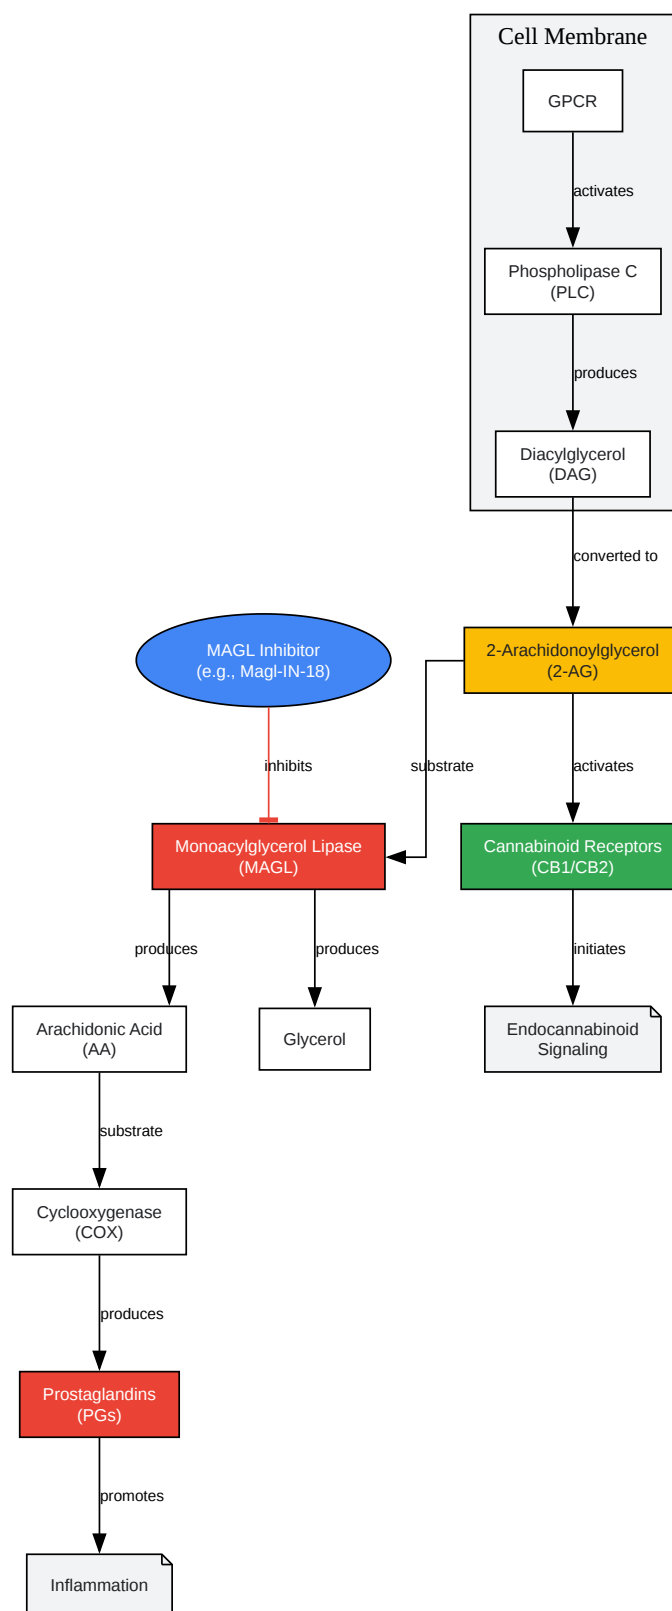 Cell Membrane
GPCR
activates
Phospholipase C
(PLC)
produces
Diacylglycerol
(DAG)
converted to
MAGL Inhibitor
(e.g., Magl-IN-18)
2-Arachidonoylglycerol
(2-AG)
inhibits
substrate
activates
Monoacylglycerol Lipase
(MAGL)
Cannabinoid Receptors
(CB1/CB2)
produces
produces
initiates
Arachidonic Acid
(AA)
Glycerol
Endocannabinoid
Signaling
substrate
Cyclooxygenase
(COX)
produces
Prostaglandins
(PGs)
promotes
Inflammation